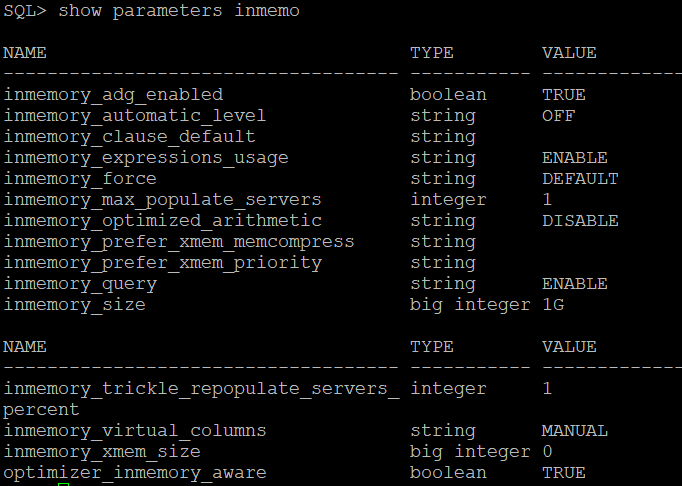 SQL> show parameters inmemo
NAME TYPE VALUE
------------------------------------ ----------- -------------
inmemory_adg_enabled boolean TRUE
inmemory_automatic_level string OFF
inmemory_clause_default string
inmemory_expressions_usage string ENABLE
inmemory_force string DEFAULT
inmemory_max_populate_servers integer 1
inmemory_optimized_arithmetic string DISABLE
inmemory_prefer_xmem_memcompress string
inmemory_prefer_xmem_priority string
inmemory_query string ENABLE
inmemory_size big integer 1G
NAME TYPE VALUE
------------------------------------ ----------- -------------
inmemory_trickle_repopulate_servers_ integer 1
percent
inmemory_virtual_columns string MANUAL
inmemory_xmem_size big integer 0
optimizer_inmemory_aware boolean TRUE